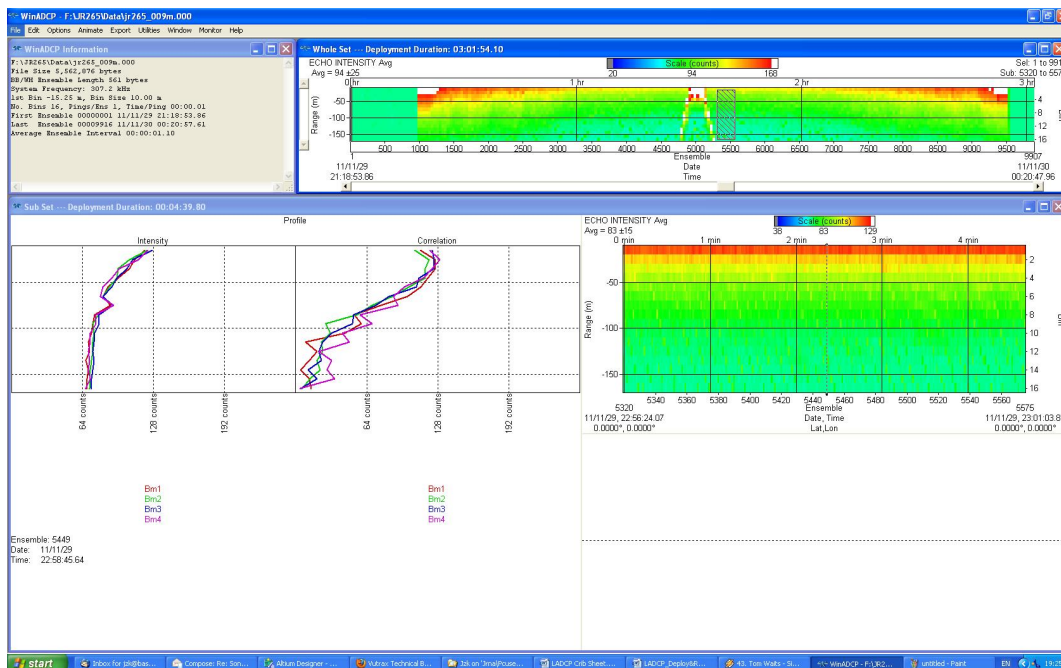 WinADCP - F:\JR265\Data\jr265_009m.000
File Edit Options Animate Export Utilities Window Monitor Help
WinADCP Information
F:\JR265\Data\jr265_009m.000
File Size 5,562,876 bytes
BB/WH Ensemble Length 561 bytes
System Frequency: 307.2 kHz
1st Bin -15.25 m, Bin Size 10.00 m
No. Bins 16, Pings/Ens 1, Time/Ping 00:00.01
First Ensemble 00000001 11/11/29 21:18:53.86
Last Ensemble 00009916 11/11/30 00:20:57.61
Average Ensemble Interval 00:00:01.10
Whole Set --- Deployment Duration: 03:01:54.10
ECHO INTENSITY Avg
Avg = 94 ±25
Scale (counts)
20 94 168
Sel: 1 to 991
Sub: 5320 to 557
1 hr 2 hr 3 hr
Range (m)
-50
-100
-150
4
8
12
16
500 1000 1500 2000 2500 3000 3500 4000 4500 5000 5500 6000 6500 7000 7500 8000 8500 9000 9500
1 Ensemble 9907
11/11/29 Date 11/11/30
21:18:53.86 Time 00:20:47.96
Sub Set --- Deployment Duration: 00:04:39.80
Profile
Intensity Correlation
64 counts 128 counts 192 counts 64 counts 128 counts 192 counts
Bm1 Bm1
Bm2 Bm2
Bm3 Bm3
Bm4 Bm4
Ensemble: 5449
Date: 11/11/29
Time: 22:58:45.64
ECHO INTENSITY Avg
Avg = 83 ±15
Scale (counts)
38 83 129
0 min 1 min 2 min 3 min 4 min
Range (m)
-50
-100
-150
2
4
6
8
10
12
14
16
5340 5360 5380 5400 5420 5440 5460 5480 5500 5520 5540 5560
5320 Ensemble 5575
11/11/29, 22:56:24.07 Date, Time 11/11/29, 23:01:03.8
0.0000°, 0.0000° Lat,Lon 0.0000°, 0.0000°
start Inbox for jzk@bas... Compose: Re: Son... Altium Designer - ... Vutrax Technical B... LADCP Crib Sheet.... LADCP_Deploy&R... 43. Tom Waits - Si... WinADCP - F:\JR2... untitled - Paint EN